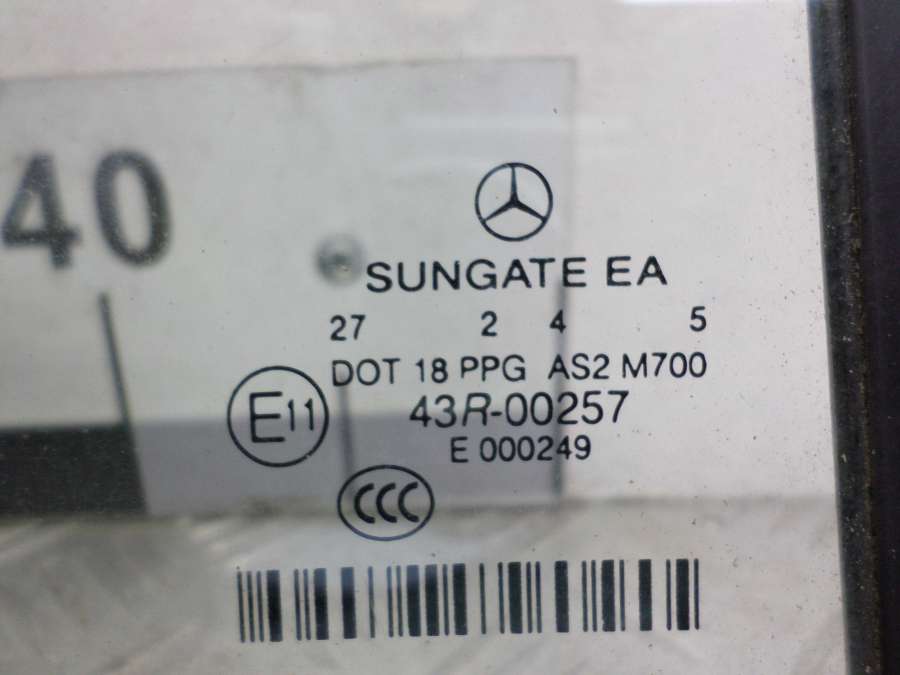 40
SUNGATE EA
27 2 4 5
DOT 18 PPG AS2 M700
E11
43R-00257
E 000249
CCC